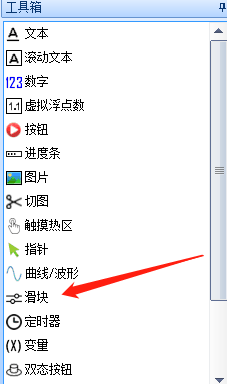 工具箱
A 文本
A 滚动文本
123 数字
1.1 虚拟浮点数
按钮
进度条
图片
切图
触摸热区
指针
曲线/波形
滑块
定时器
(X) 变量
双态按钮